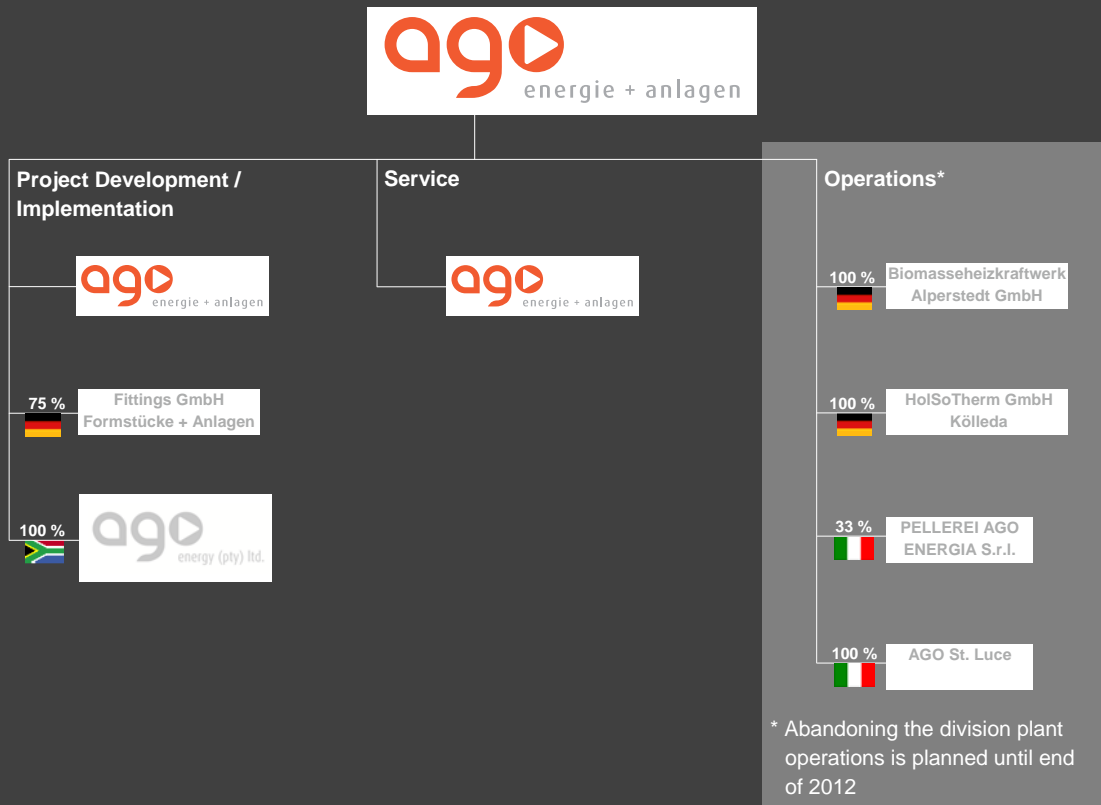 ago
energie + anlagen
Project Development /
Implementation
ago
energie + anlagen
75 %
Fittings GmbH
Formstücke + Anlagen
100 %
ago
energy (pty) ltd.
Service
ago
energie + anlagen
Operations*
100 %
Biomasseheizkraftwerk
Alperstedt GmbH
100 %
HolSoTherm GmbH
Kölleda
33 %
PELLEREI AGO
ENERGIA S.r.l.
100 %
AGO St. Luce
* Abandoning the division plant
operations is planned until end
of 2012